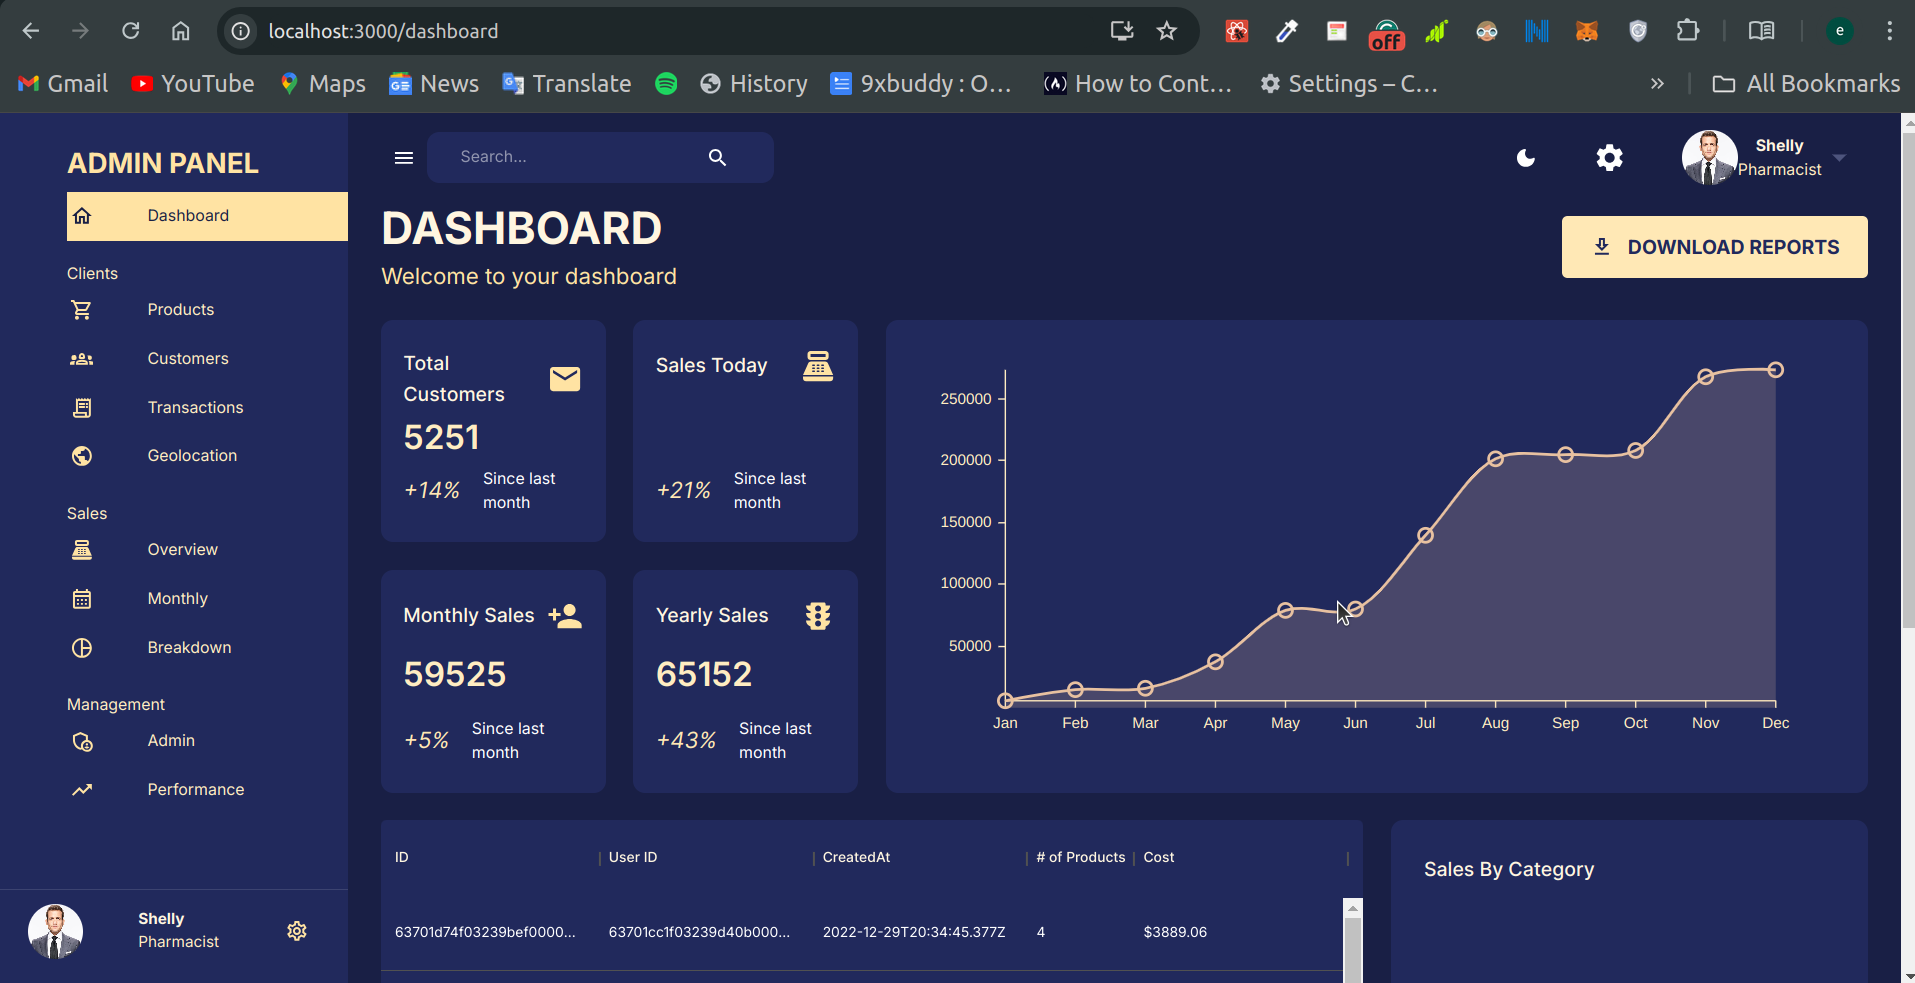 localhost:3000/dashboard
off
e
Gmail
YouTube
Maps
News
Translate
History
9xbuddy : O...
How to Cont...
Settings – C...
»
All Bookmarks
ADMIN PANEL
Dashboard
Clients
Products
Customers
Transactions
Geolocation
Sales
Overview
Monthly
Breakdown
Management
Admin
Performance
Shelly
Pharmacist
Search...
Shelly
Pharmacist
DASHBOARD
Welcome to your dashboard
DOWNLOAD REPORTS
Total
Customers
5251
+14%
Since last
month
Sales Today
+21%
Since last
month
Monthly Sales
59525
+5%
Since last
month
Yearly Sales
65152
+43%
Since last
month
250000
200000
150000
100000
50000
Jan Feb Mar Apr May Jun Jul Aug Sep Oct Nov Dec
ID User ID CreatedAt # of Products Cost
63701d74f03239bef0000... 63701cc1f03239d40b000... 2022-12-29T20:34:45.377Z 4 $3889.06
Sales By Category